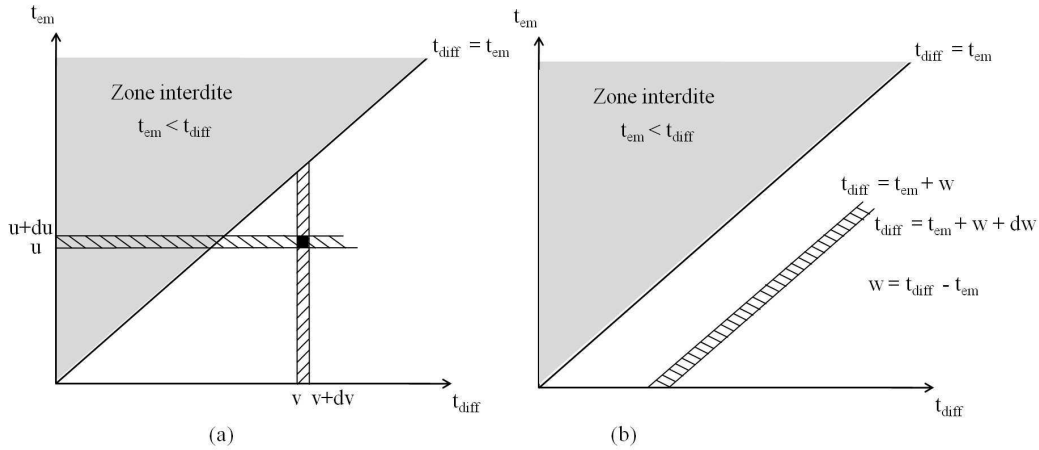 t_em
t_diff = t_em
Zone interdite
t_em < t_diff
u+du
u
v
v+dv
t_diff
(a)
t_em
t_diff = t_em
Zone interdite
t_em < t_diff
t_diff = t_em + w
t_diff = t_em + w + dw
w = t_diff - t_em
t_diff
(b)